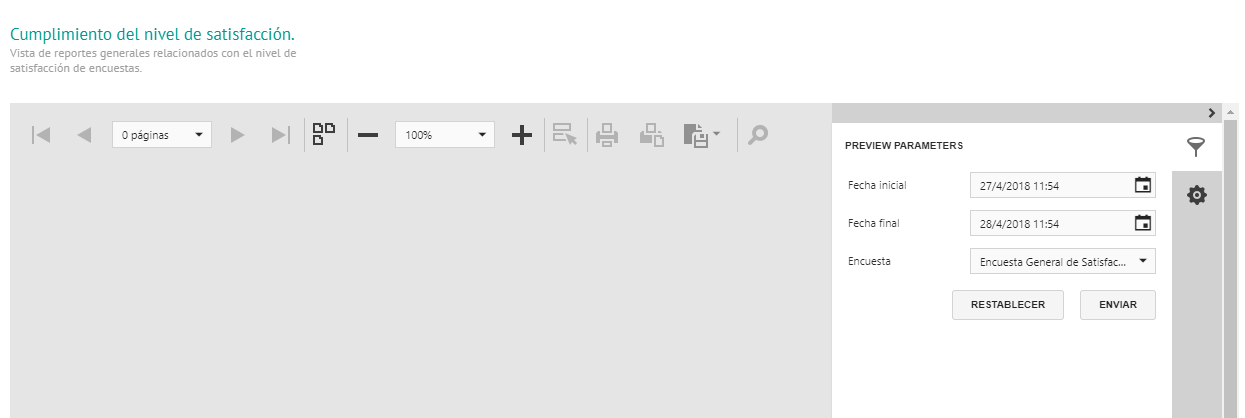 Cumplimiento del nivel de satisfacción.
Vista de reportes generales relacionados con el nivel de
satisfacción de encuestas.
0 páginas
100%
PREVIEW PARAMETERS
Fecha inicial
27/4/2018 11:54
Fecha final
28/4/2018 11:54
Encuesta
Encuesta General de Satisfac...
RESTABLECER
ENVIAR